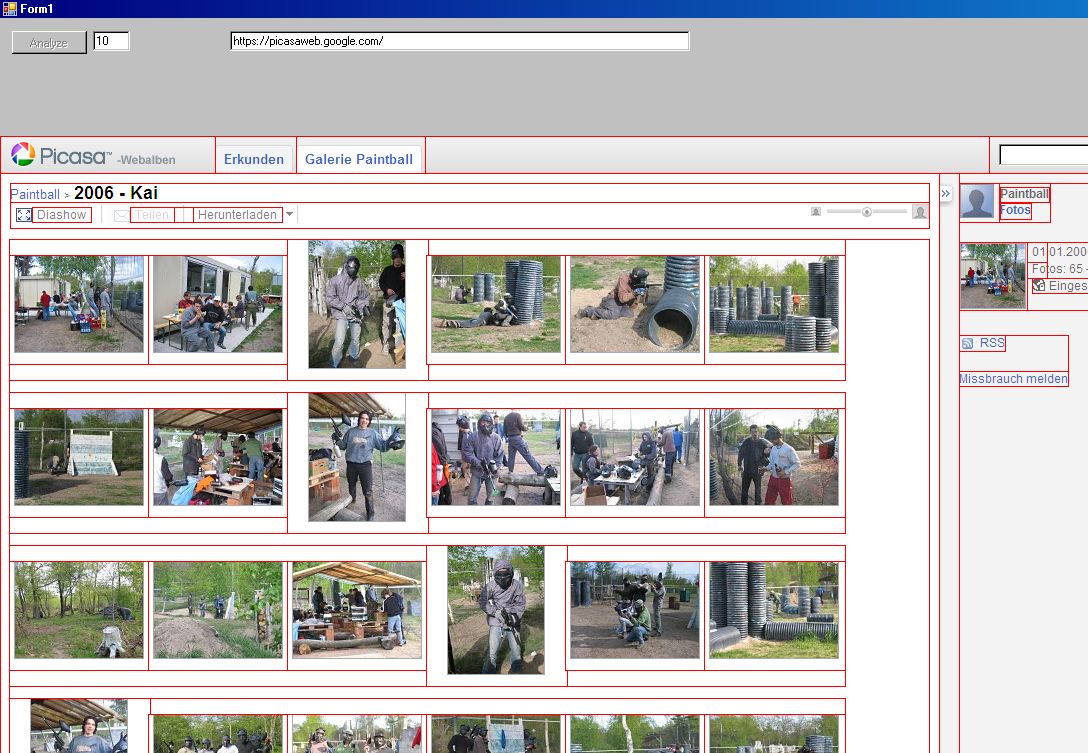 Form1
Analyze 10 https://picasaweb.google.com/
Picasa™ -Webalben Erkunden Galerie Paintball
Paintball > 2006 - Kai
Diashow Teilen Herunterladen
»
Paintball
Fotos
01.01.200
Fotos: 65 -
Einges
RSS
Missbrauch melden